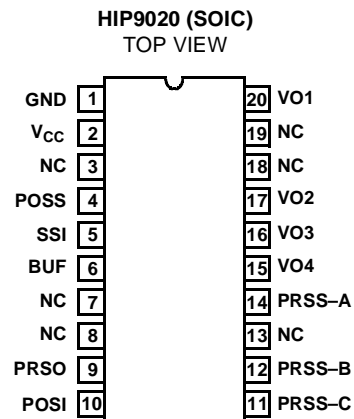 HIP9020 (SOIC)
TOP VIEW
GND 1
VCC 2
NC 3
POSS 4
SSI 5
BUF 6
NC 7
NC 8
PRSO 9
POSI 10
20 VO1
19 NC
18 NC
17 VO2
16 VO3
15 VO4
14 PRSS–A
13 NC
12 PRSS–B
11 PRSS–C